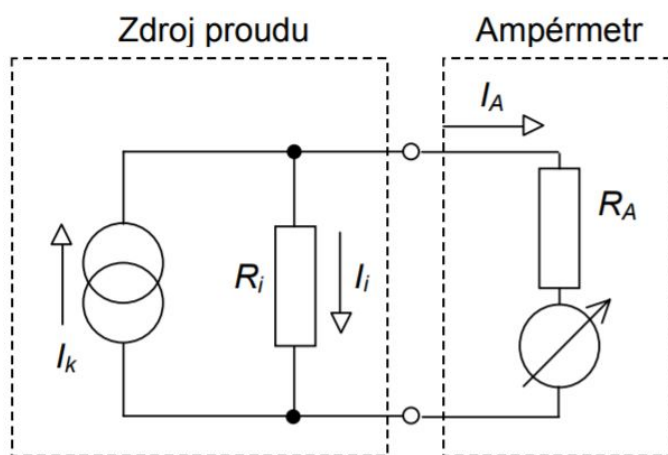 Zdroj proudu
Ampérmetr
I_A
R_A
R_i
I_i
I_k